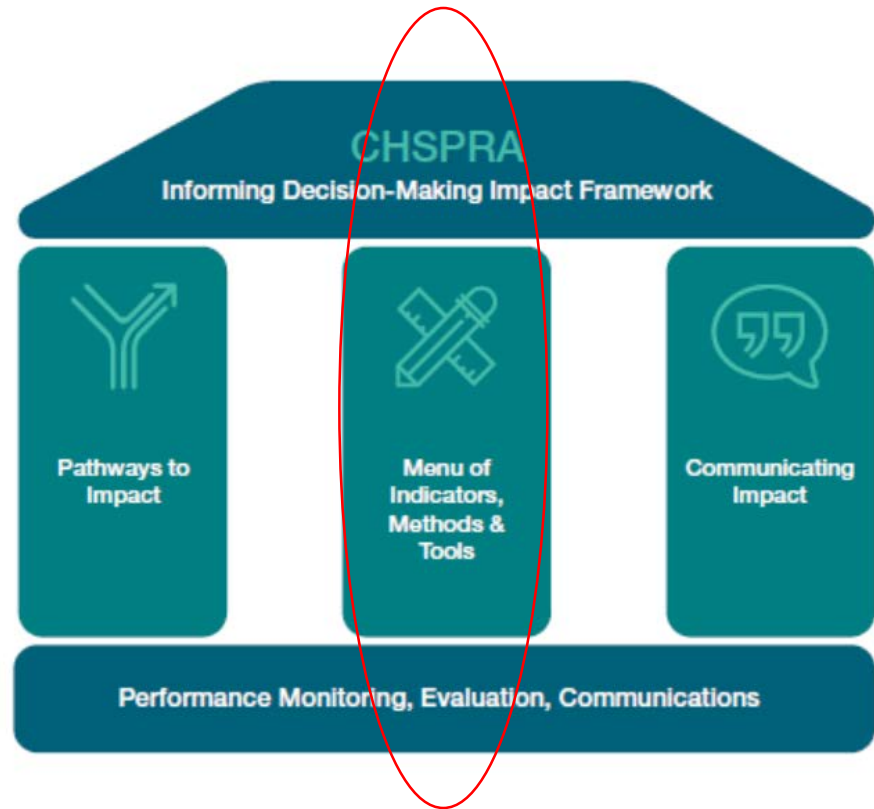 CHSPRA
Informing Decision-Making Impact Framework
Pathways to
Impact
Menu of
Indicators,
Methods &
Tools
Communicating
Impact
Performance Monitoring, Evaluation, Communications